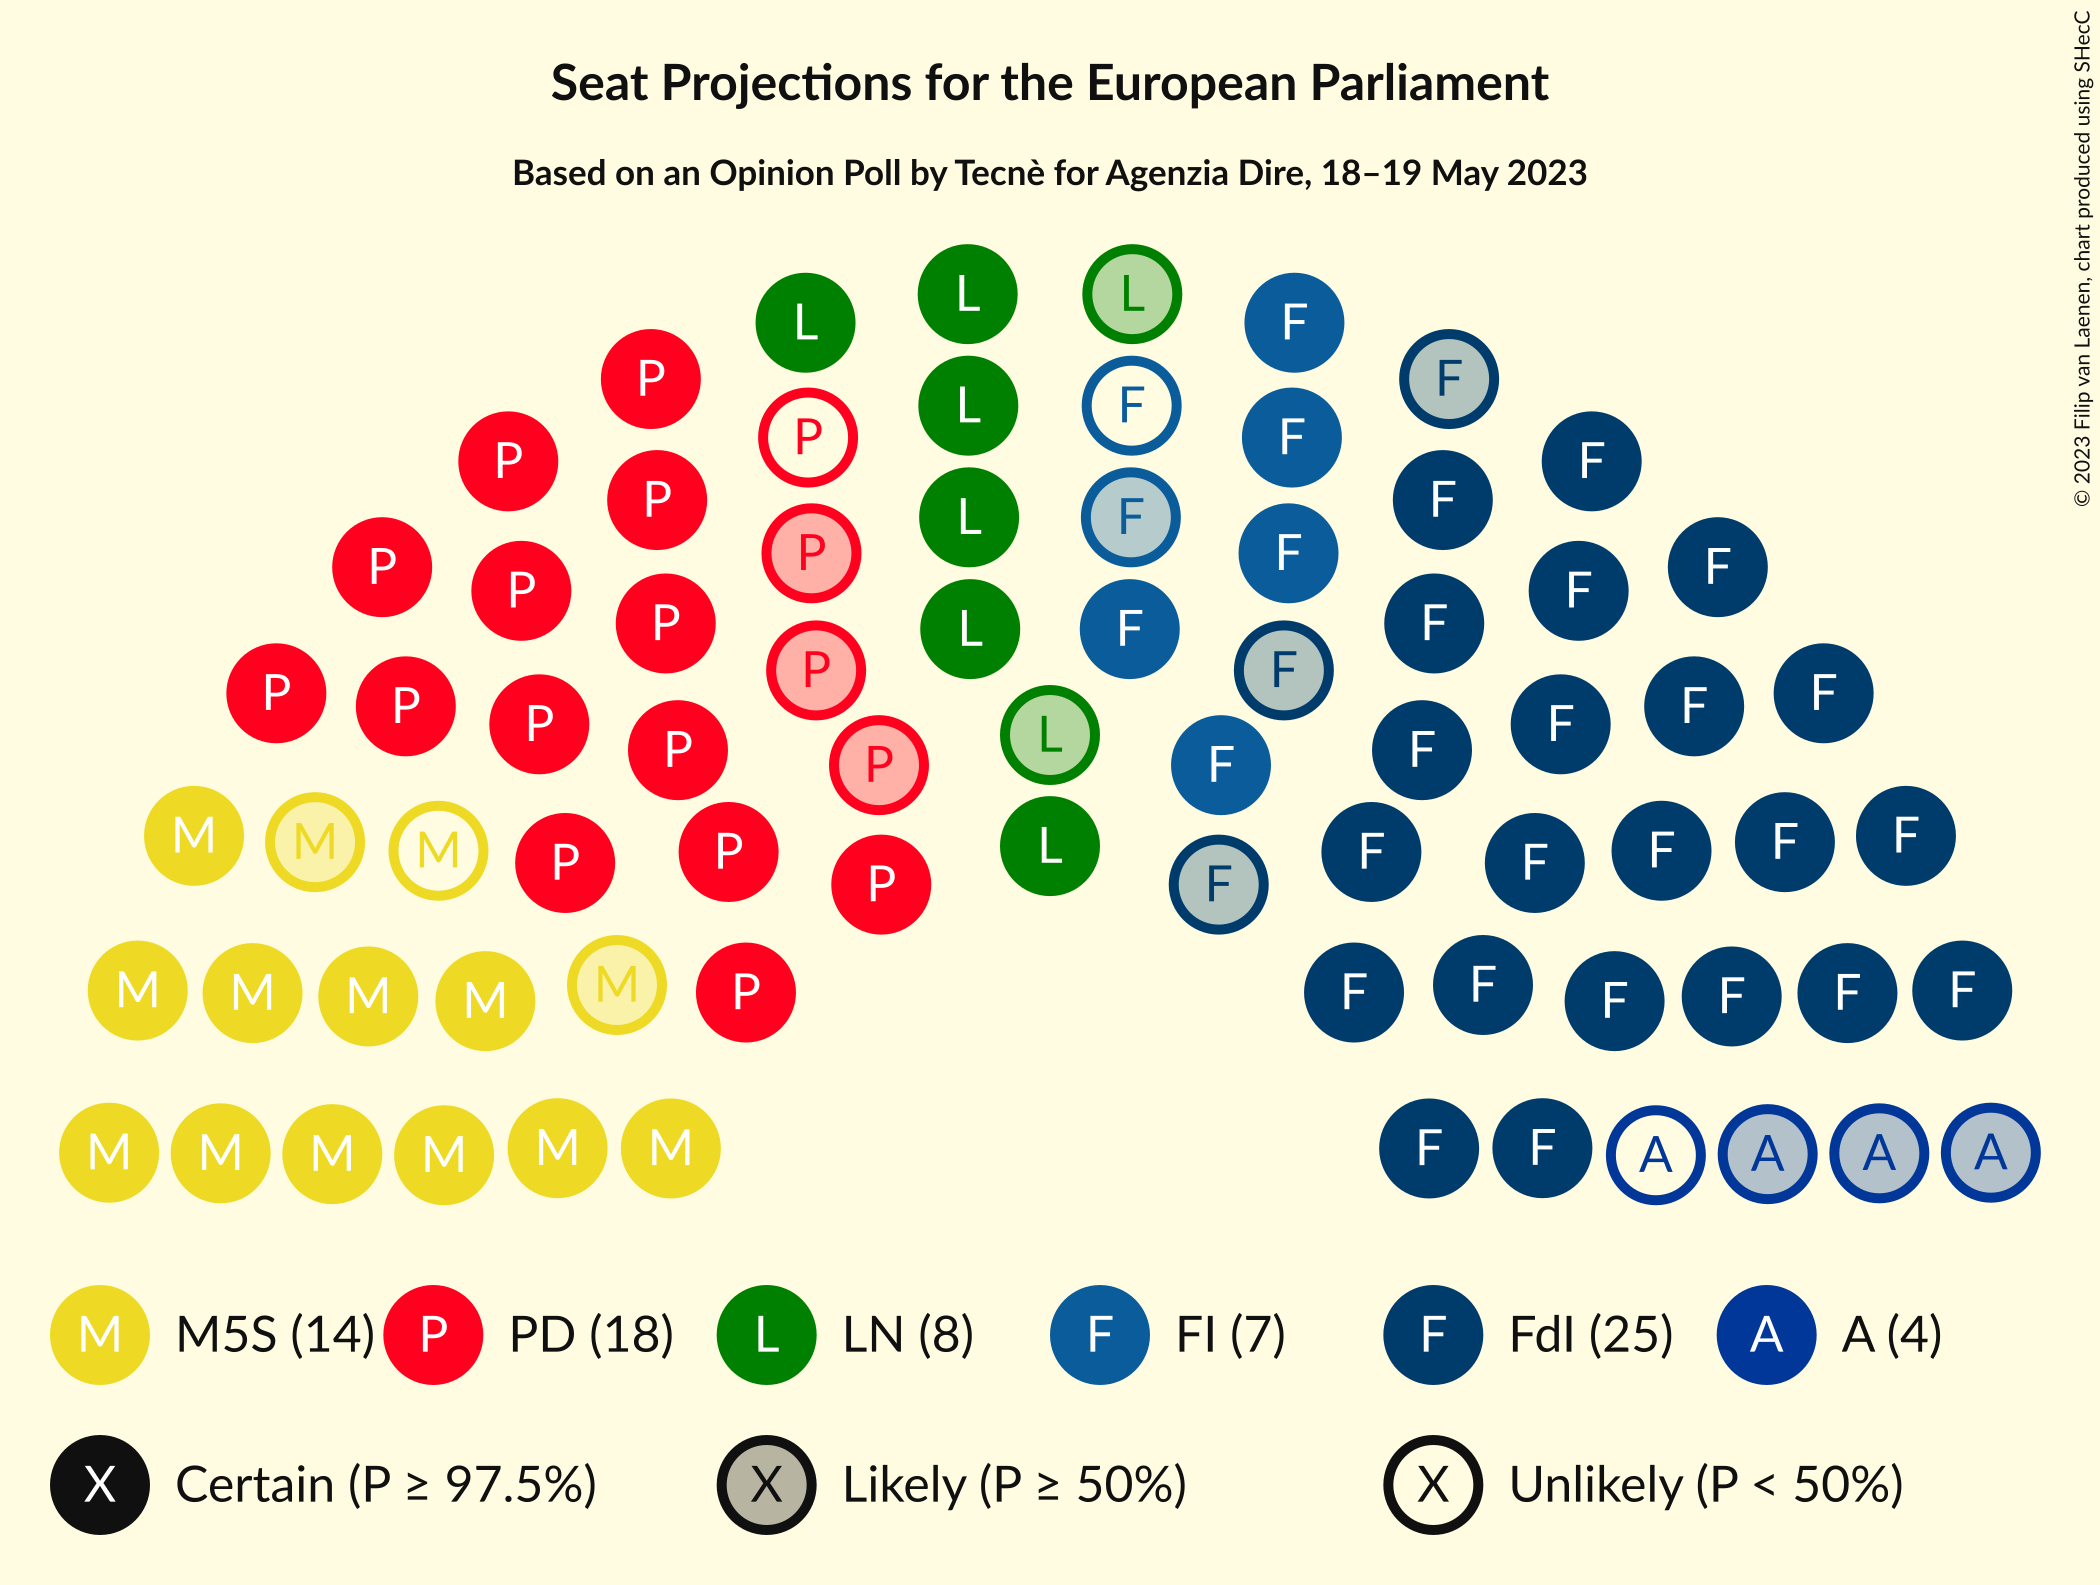 Seat Projections for the European Parliament
Based on an Opinion Poll by Tecnè for Agenzia Dire, 18–19 May 2023
© 2023 Filip van Laenen, chart produced using SHecC
L L
L F
P L F F
P L P F F F
P P L F F F
P P P F F F
P P L F F F
P P P P F F F F
P L F
M M M P P P L F F F F F F
M M M M M P F F F F F F
M M M M M M F F A A A A
M M5S (14) P PD (18) L LN (8) F FI (7) F FdI (25) A A (4)
X Certain (P ≥ 97.5%) X Likely (P ≥ 50%) X Unlikely (P < 50%)